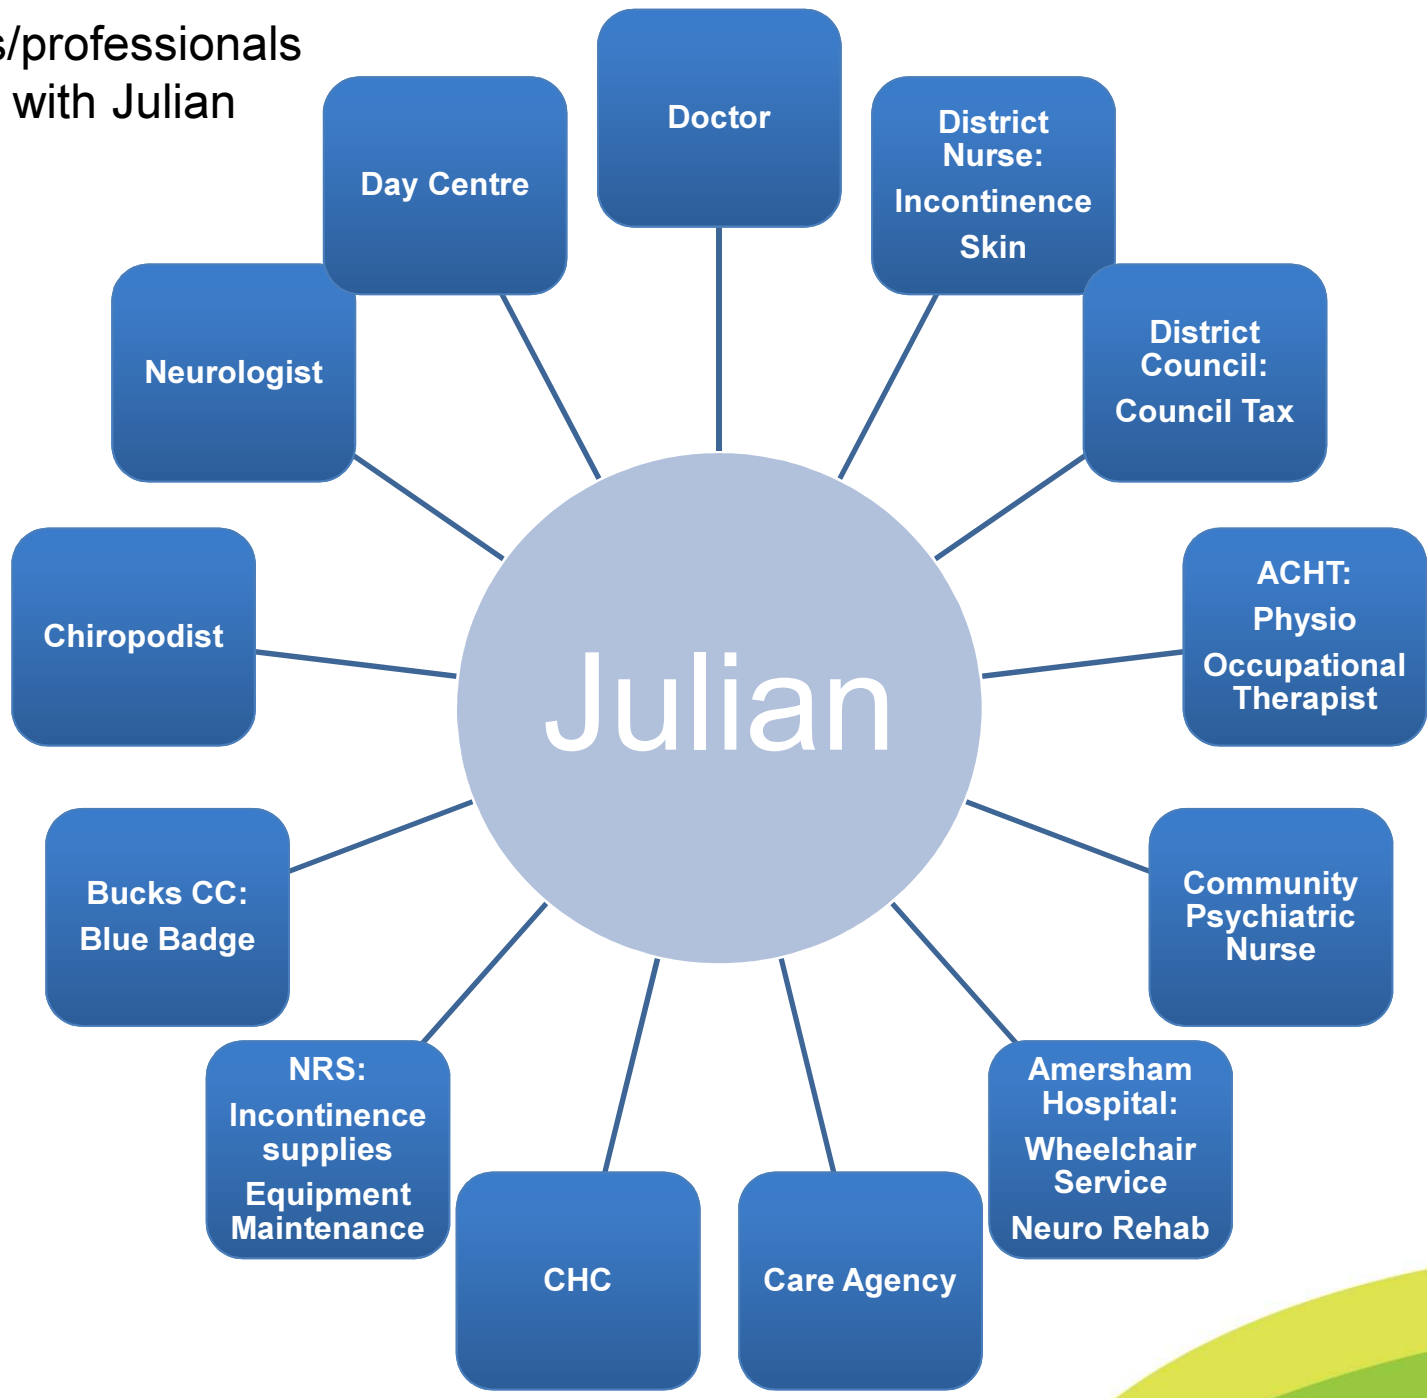 s/professionals
with Julian
Doctor
District
Nurse:
Incontinence
Skin
District
Council:
Council Tax
ACHT:
Physio
Occupational
Therapist
Community
Psychiatric
Nurse
Amersham
Hospital:
Wheelchair
Service
Neuro Rehab
Care Agency
CHC
NRS:
Incontinence
supplies
Equipment
Maintenance
Bucks CC:
Blue Badge
Chiropodist
Neurologist
Day Centre
Julian